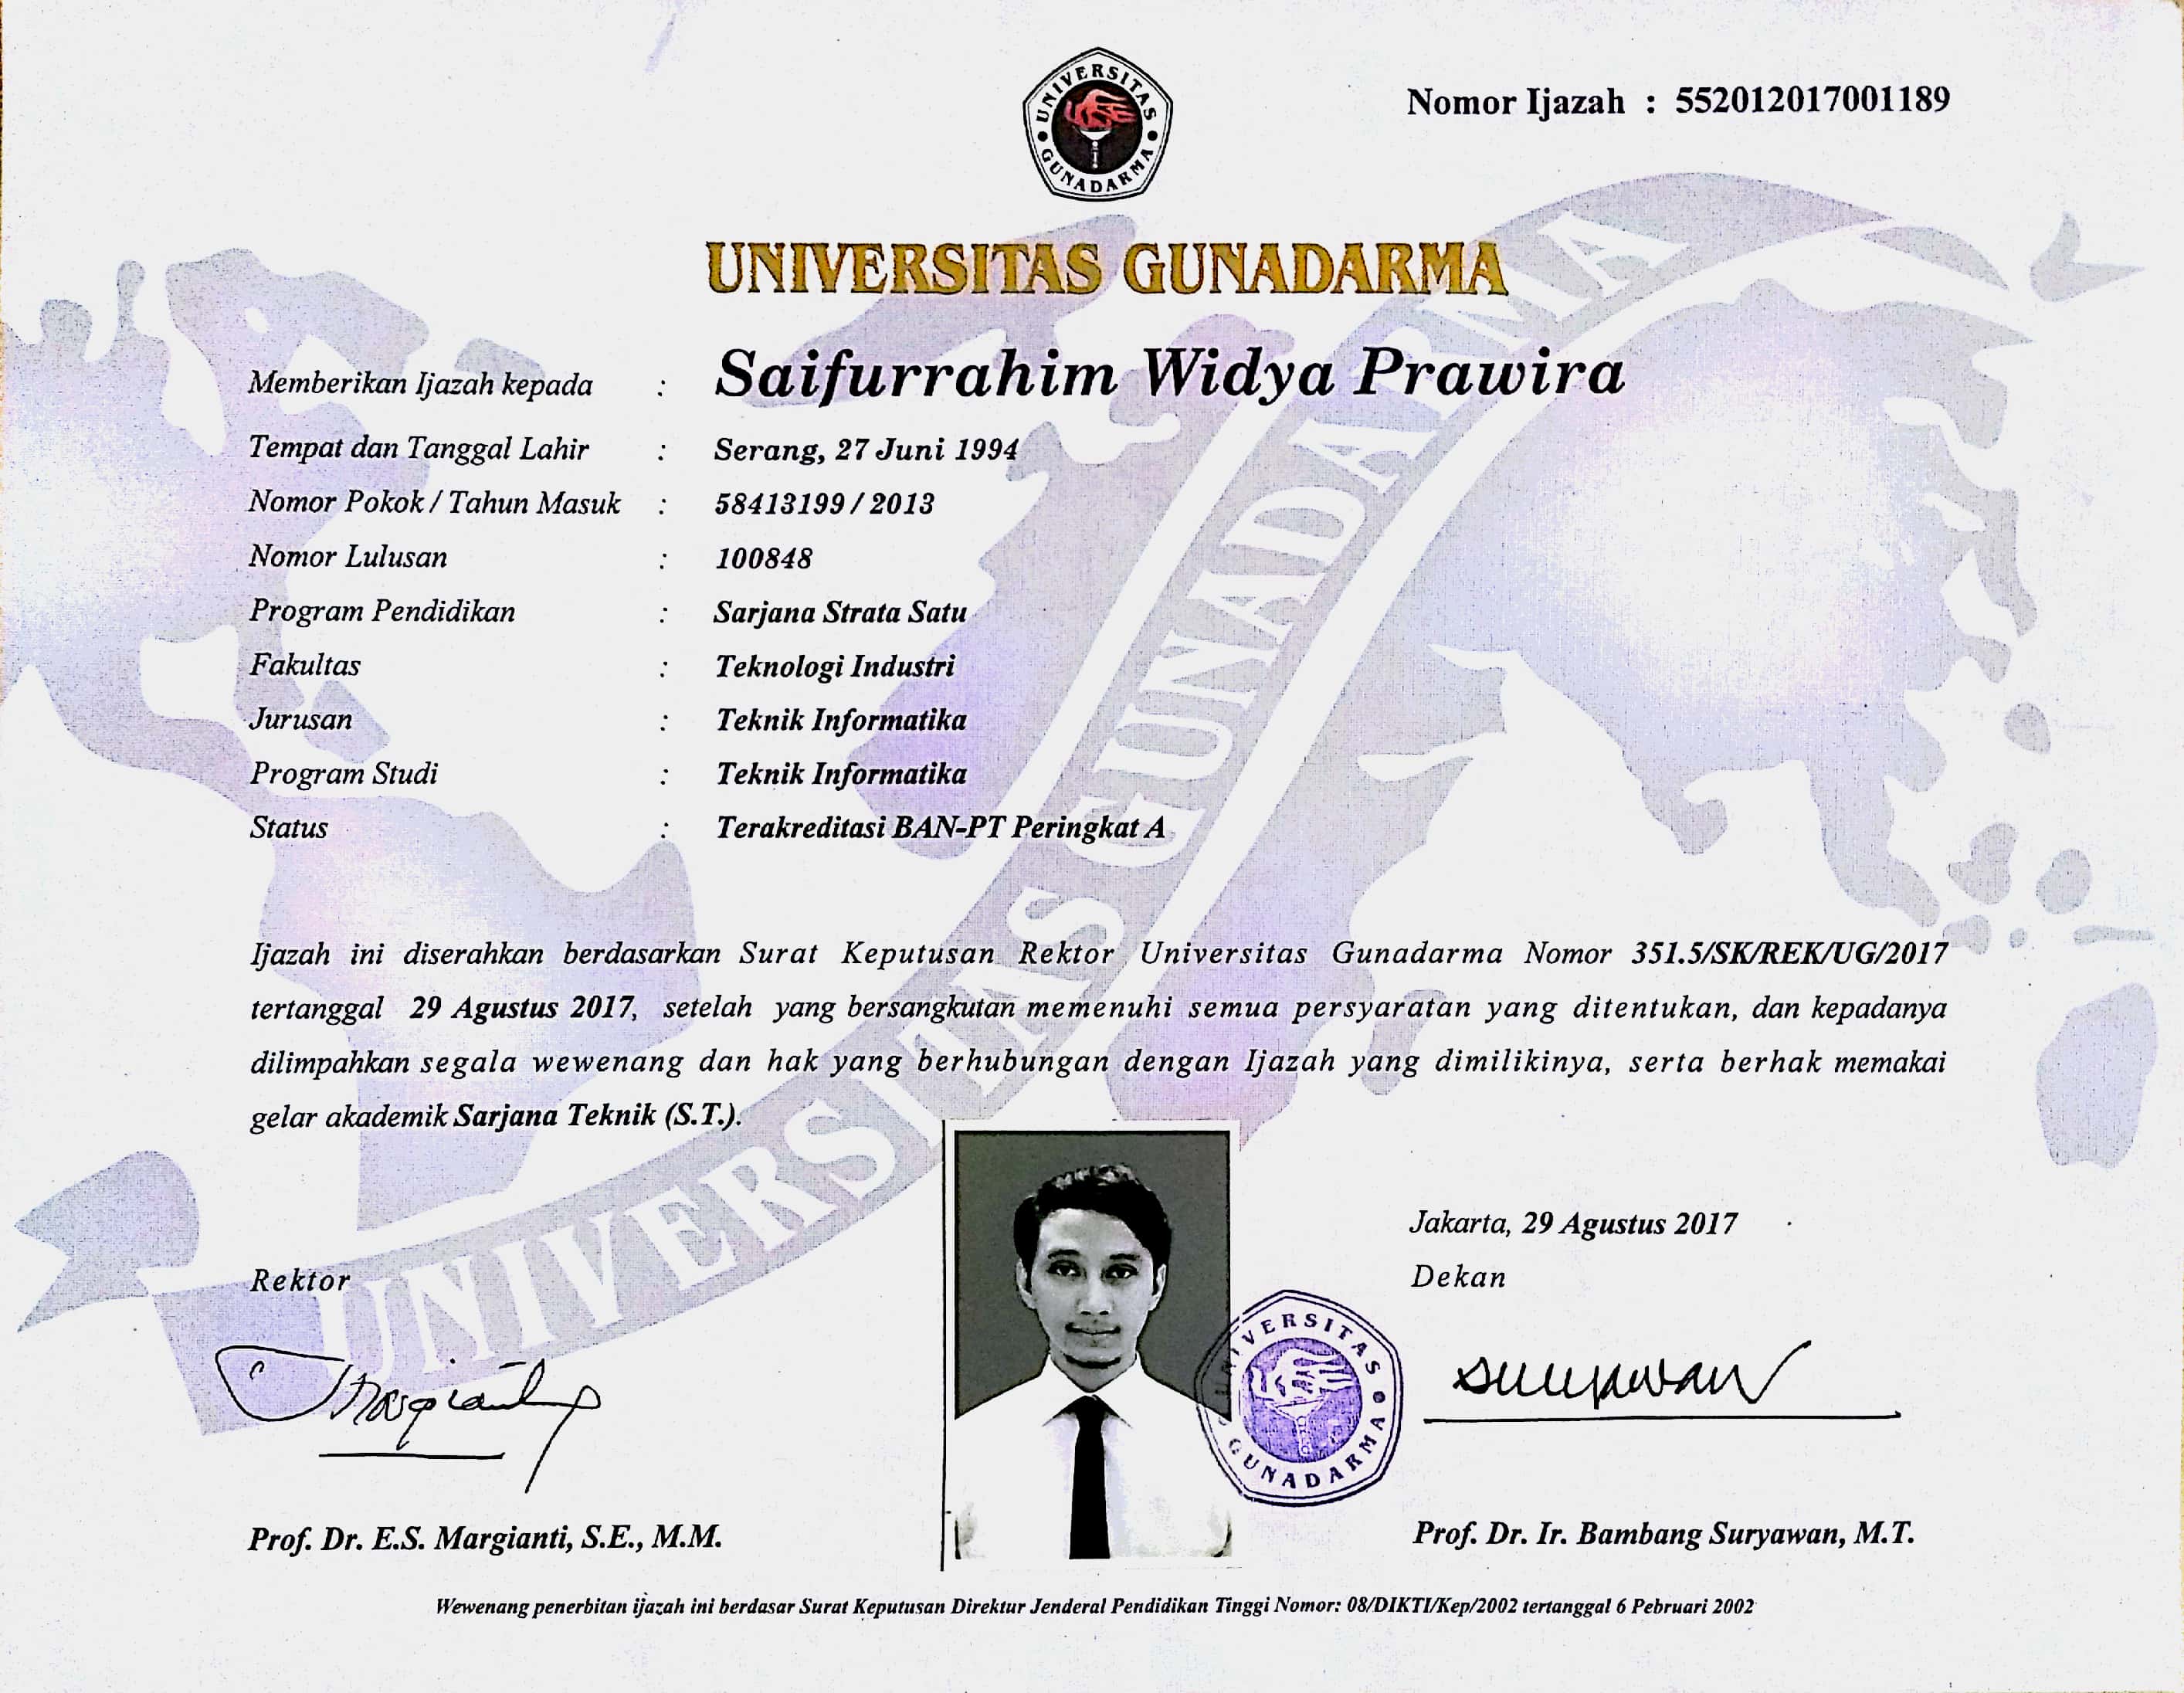 UNIVERSITAS GUNADARMA
Nomor Ijazah : 552012017001189
UNIVERSITAS GUNADARMA
Memberikan Ijazah kepada : Saifurrahim Widya Prawira
Tempat dan Tanggal Lahir : Serang, 27 Juni 1994
Nomor Pokok / Tahun Masuk : 58413199 / 2013
Nomor Lulusan : 100848
Program Pendidikan : Sarjana Strata Satu
Fakultas : Teknologi Industri
Jurusan : Teknik Informatika
Program Studi : Teknik Informatika
Status : Terakreditasi BAN-PT Peringkat A
UNIVERSITAS GUNADARMA
Ijazah ini diserahkan berdasarkan Surat Keputusan Rektor Universitas Gunadarma Nomor 351.5/SK/REK/UG/2017
tertanggal 29 Agustus 2017, setelah yang bersangkutan memenuhi semua persyaratan yang ditentukan, dan kepadanya
dilimpahkan segala wewenang dan hak yang berhubungan dengan Ijazah yang dimilikinya, serta berhak memakai
gelar akademik Sarjana Teknik (S.T.).
Jakarta, 29 Agustus 2017
Rektor
Dekan
UNIVERSITAS GUNADARMA
Margianti
Suryawan
Prof. Dr. E.S. Margianti, S.E., M.M.
Prof. Dr. Ir. Bambang Suryawan, M.T.
Wewenang penerbitan ijazah ini berdasar Surat Keputusan Direktur Jenderal Pendidikan Tinggi Nomor: 08/DIKTI/Kep/2002 tertanggal 6 Pebruari 2002